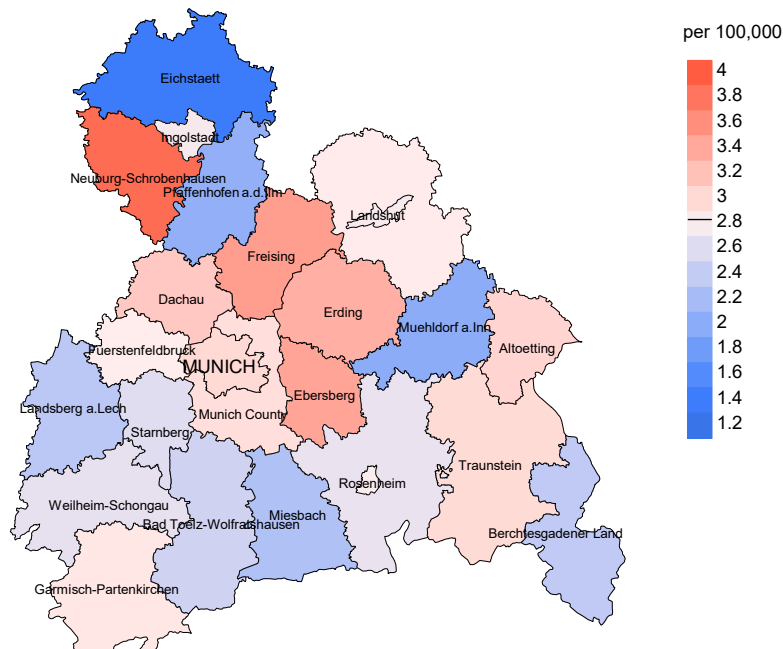 per 100,000
Eichstaett
4
3.8
3.6
3.4
3.2
3
2.8
2.6
2.4
2.2
2
1.8
1.6
1.4
1.2
Ingolstadt
Neuburg-Schrobenhausen
Pfaffenhofen a.d.Ilm
Landshut
Freising
Dachau
Erding
Muehldorf a.Inn
Altoetting
Fuerstenfeldbruck
MUNICH
Ebersberg
Landsberg a.Lech
Munich County
Starnberg
Traunstein
Rosenheim
Weilheim-Schongau
Miesbach
Bad Toelz-Wolfratshausen
Berchtesgadener Land
Garmisch-Partenkirchen